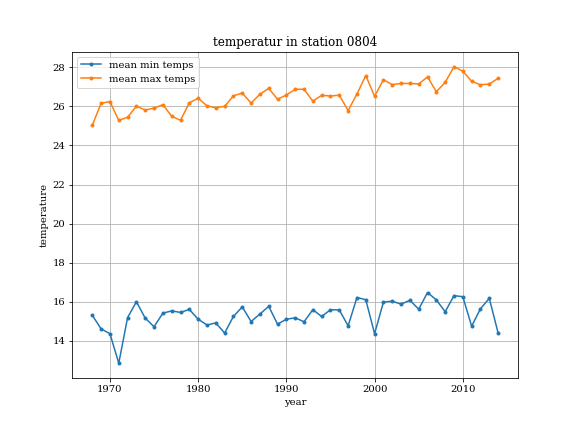 temperatur in station 0804
mean min temps
mean max temps
28
26
24
22
20
18
16
14
temperature
1970 1980 1990 2000 2010
year